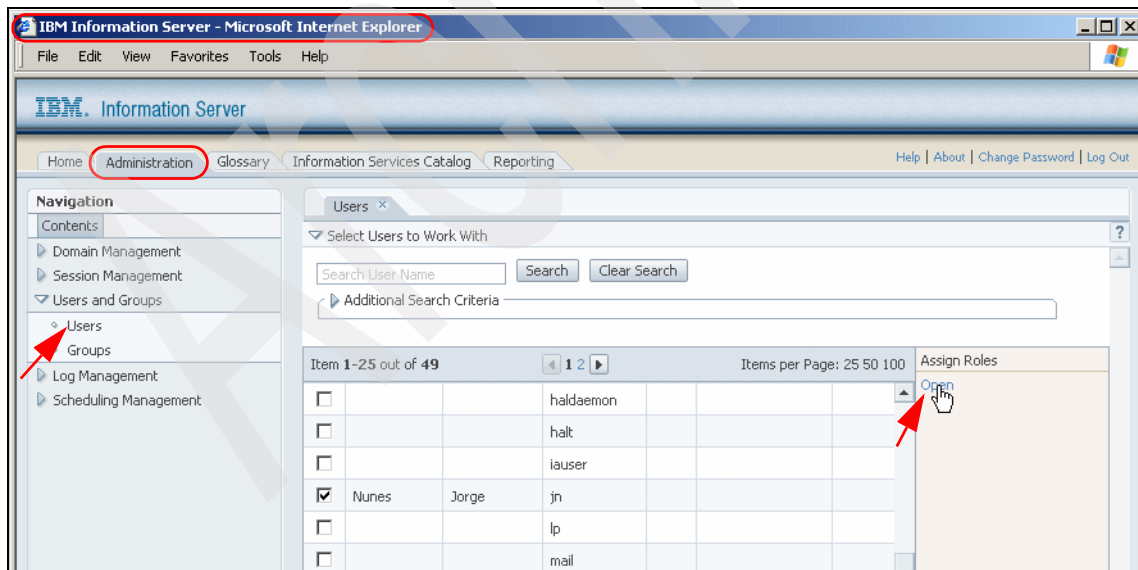 IBM Information Server - Microsoft Internet Explorer
File Edit View Favorites Tools Help
IBM. Information Server
Home Administration Glossary Information Services Catalog Reporting Help | About | Change Password | Log Out
Navigation
Contents
Domain Management
Session Management
Users and Groups
Users
Groups
Log Management
Scheduling Management
Users ×
Select Users to Work With ?
Search User Name Search Clear Search
Additional Search Criteria
Item 1-25 out of 49 1 2 Items per Page: 25 50 100
haldaemon
halt
iauser
Nunes Jorge jn
lp
mail
Assign Roles
Open